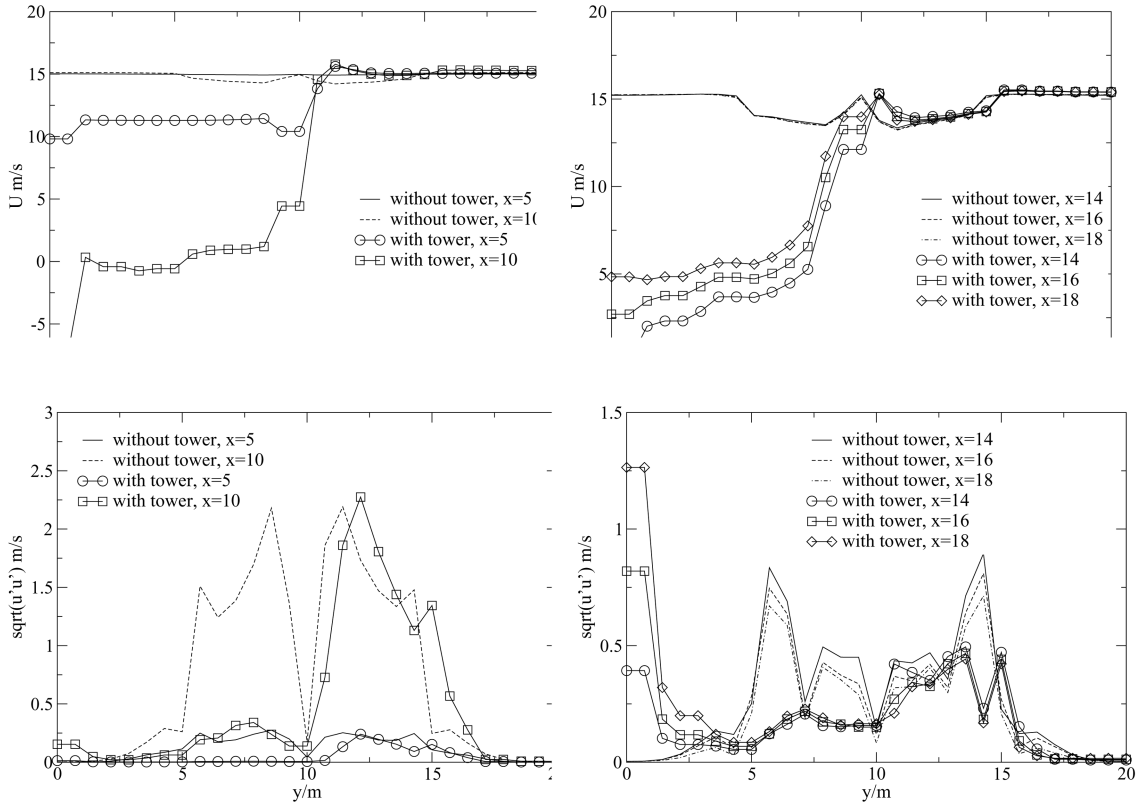 20
15
10
5
0
-5
U m/s
without tower, x=5
without tower, x=10
with tower, x=5
with tower, x=10
20
15
10
5
U m/s
without tower, x=14
without tower, x=16
without tower, x=18
with tower, x=14
with tower, x=16
with tower, x=18
3
2.5
2
1.5
1
0.5
0
sqrt(u'u') m/s
without tower, x=5
without tower, x=10
with tower, x=5
with tower, x=10
0 5 10 15 2
y/m
1.5
1
0.5
0
sqrt(u'u') m/s
without tower, x=14
without tower, x=16
without tower, x=18
with tower, x=14
with tower, x=16
with tower, x=18
0 5 10 15 20
y/m